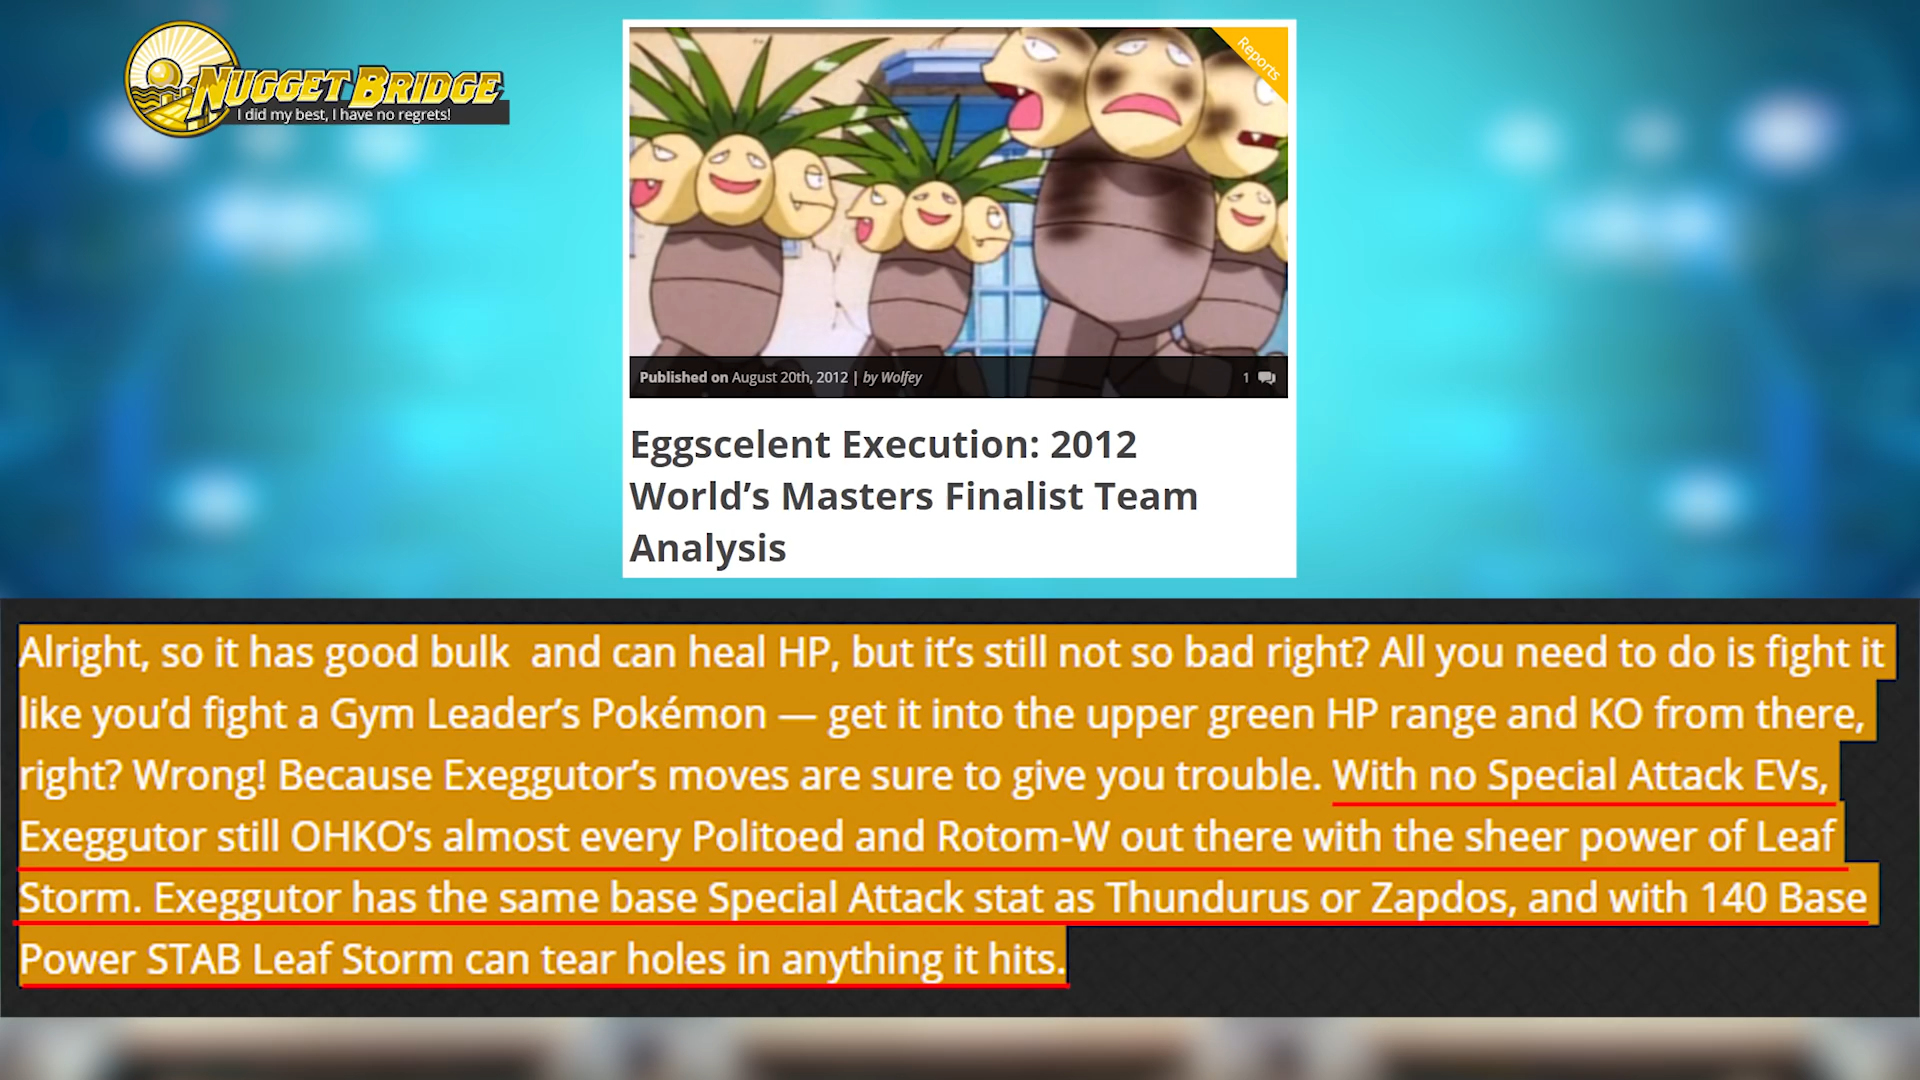 NUGGET BRIDGE
I did my best, I have no regrets!
Reports
Published on August 20th, 2012 | by Wolfey 1
Eggscelent Execution: 2012
World’s Masters Finalist Team
Analysis
Alright, so it has good bulk  and can heal HP, but it’s still not so bad right? All you need to do is fight it
like you’d fight a Gym Leader’s Pokémon — get it into the upper green HP range and KO from there,
right? Wrong! Because Exeggutor’s moves are sure to give you trouble. With no Special Attack EVs,
Exeggutor still OHKO’s almost every Politoed and Rotom-W out there with the sheer power of Leaf
Storm. Exeggutor has the same base Special Attack stat as Thundurus or Zapdos, and with 140 Base
Power STAB Leaf Storm can tear holes in anything it hits.